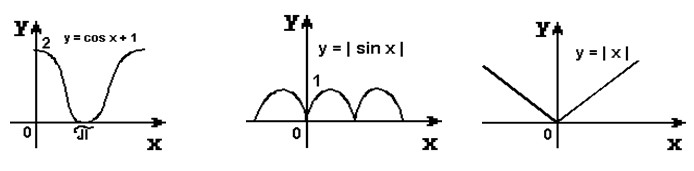 y
2
y = cos x + 1
0
π
x
y
y = | sin x |
1
0
x
y
y = | x |
0
x